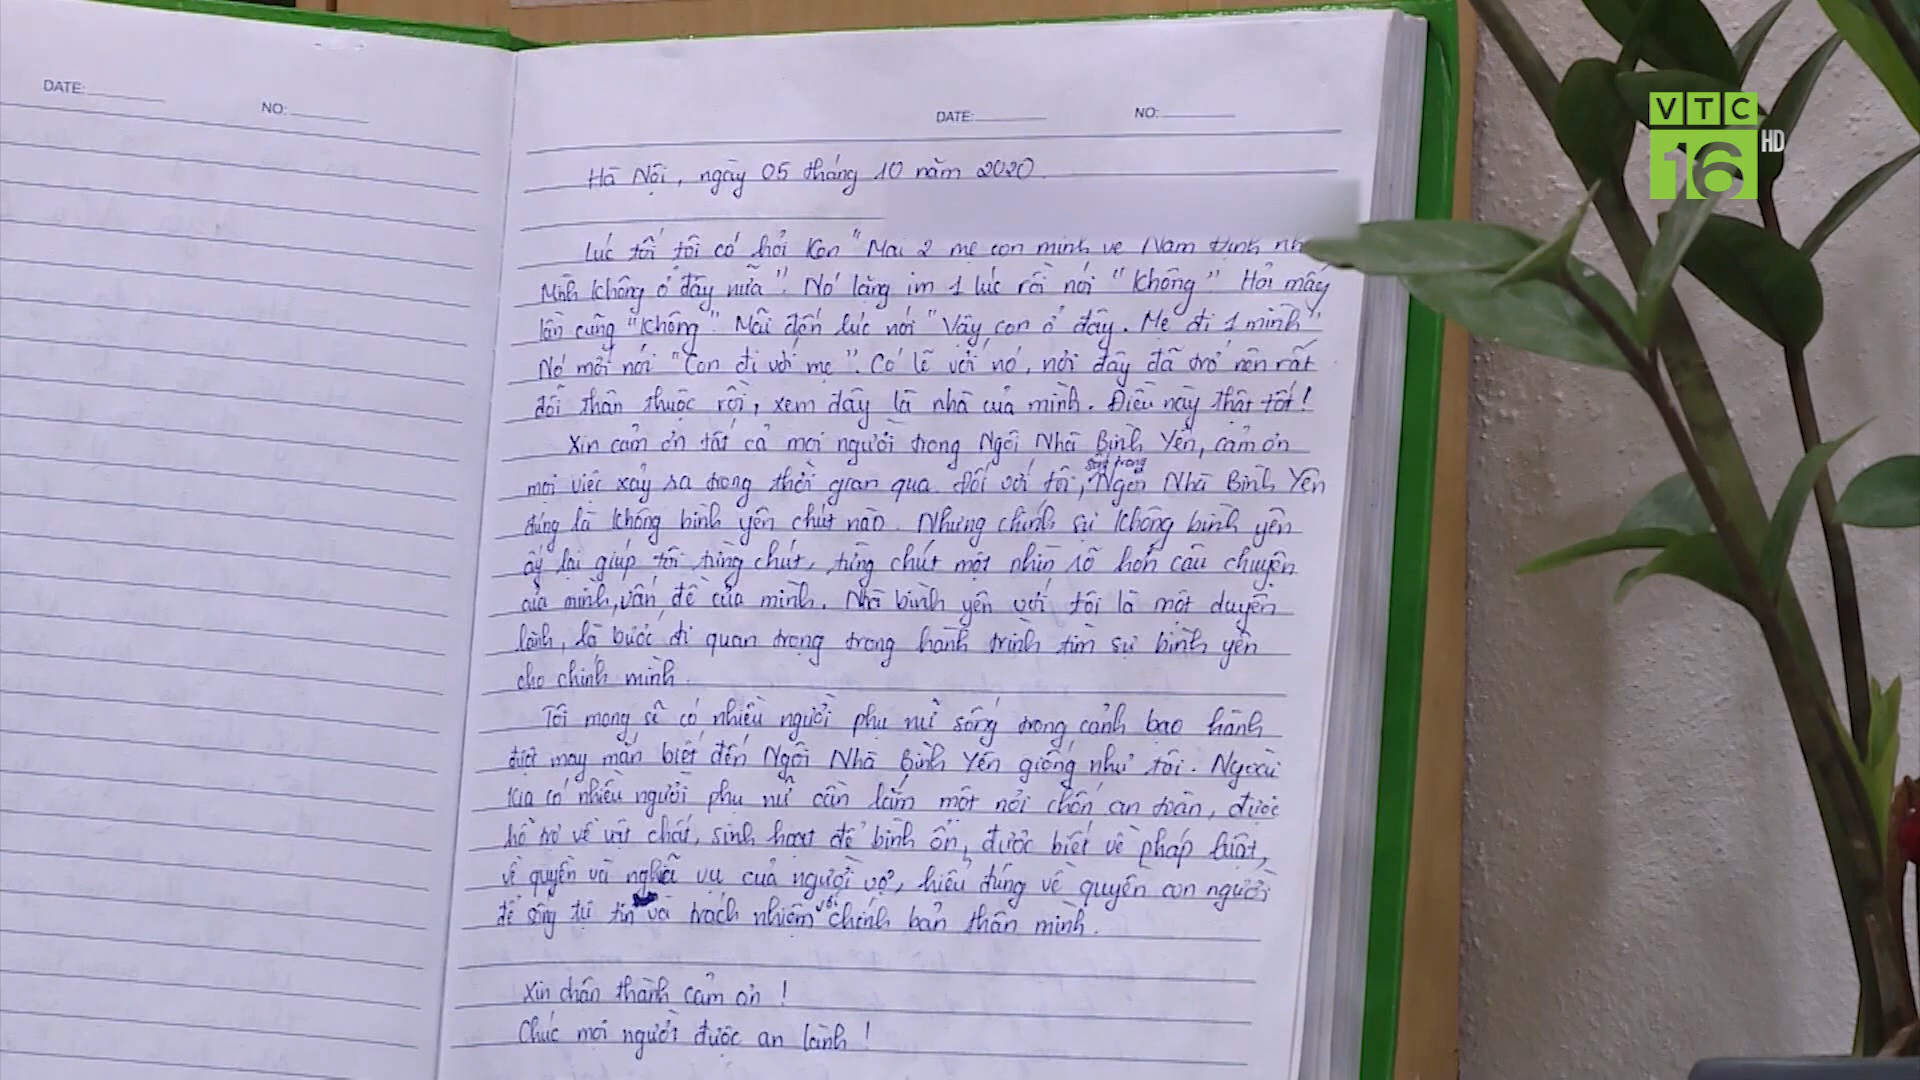 DATE:
NO:
DATE:
NO:
VTC
16
HD
Hà Nội, ngày 05 tháng 10 năm 2020.
Lúc tối tôi có hỏi Kon "Mai 2 mẹ con mình về Nam Định nh
Mình không ở đây nữa". Nó lặng im 1 lúc rồi nói "Không" Hỏi mấy
lần cũng "Không". Mãi đến lúc nói "Vậy con ở đây. Mẹ đi 1 mình"
Nó mới nói "Con đi với mẹ". Có lẽ với nó, nơi đây đã trở nên rất
đỗi thân thuộc rồi, xem đây là nhà của mình. Điều này thật tốt!
Xin cảm ơn tất cả mọi người trong Ngôi Nhà Bình Yên, cảm ơn
mọi việc xảy ra trong thời gian qua. Đối với tôi, sống trong Ngôi Nhà Bình Yên
đúng là không bình yên chút nào. Nhưng chính sự không bình yên
ấy lại giúp tôi từng chút, từng chút một nhìn rõ hơn câu chuyện
của mình, vấn đề của mình. Nhà bình yên với tôi là một duyên
lành, là bước đi quan trọng trong hành trình tìm sự bình yên
cho chính mình.
Tôi mong sẽ có nhiều người phụ nữ sống trong cảnh bạo hành
được may mắn biết đến Ngôi Nhà Bình Yên giống như tôi. Ngoài
kia có nhiều người phụ nữ cần lắm một nơi chốn an toàn, được
hỗ trợ về vật chất, sinh hoạt để bình ổn, được biết về pháp luật,
về quyền và nghĩa vụ của người vợ, hiểu đúng về quyền con người
để sống tự tin và trách nhiệm với chính bản thân mình.
Xin chân thành cảm ơn!
Chúc mọi người được an lành!